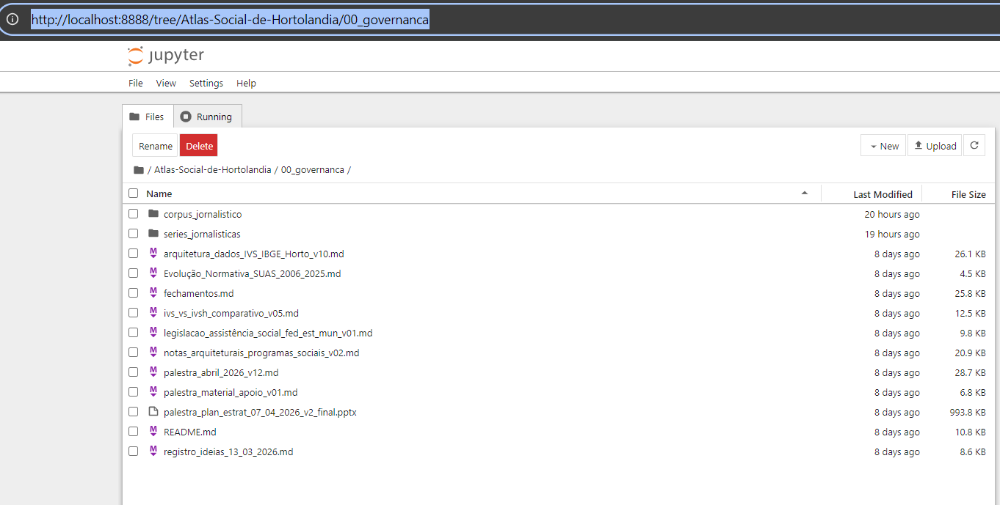 http://localhost:8888/tree/Atlas-Social-de-Hortolandia/00_governanca
jupyter
File View Settings Help
Files Running
Rename Delete New Upload
/ Atlas-Social-de-Hortolandia / 00_governanca /
Name Last Modified File Size
corpus_jornalistico 20 hours ago
series_jornalisticas 19 hours ago
arquitetura_dados_IVS_IBGE_Horto_v10.md 8 days ago 26.1 KB
Evolução_Normativa_SUAS_2006_2025.md 8 days ago 4.5 KB
fechamentos.md 8 days ago 25.8 KB
ivs_vs_ivsh_comparativo_v05.md 8 days ago 12.5 KB
legislacao_assistência_social_fed_est_mun_v01.md 8 days ago 9.8 KB
notas_arquiteturais_programas_sociais_v02.md 8 days ago 20.9 KB
palestra_abril_2026_v12.md 8 days ago 28.7 KB
palestra_material_apoio_v01.md 8 days ago 6.8 KB
palestra_plan_estrat_07_04_2026_v2_final.pptx 8 days ago 993.8 KB
README.md 8 days ago 10.8 KB
registro_ideias_13_03_2026.md 8 days ago 8.6 KB